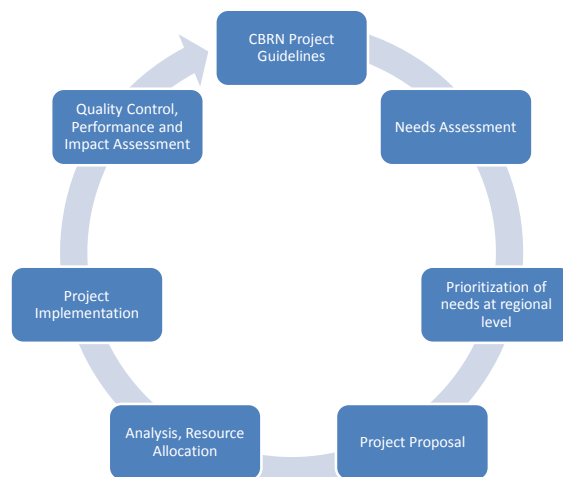 CBRN Project
Guidelines
Needs Assessment
Prioritization of
needs at regional
level
Project Proposal
Analysis, Resource
Allocation
Project
Implementation
Quality Control,
Performance and
Impact Assessment